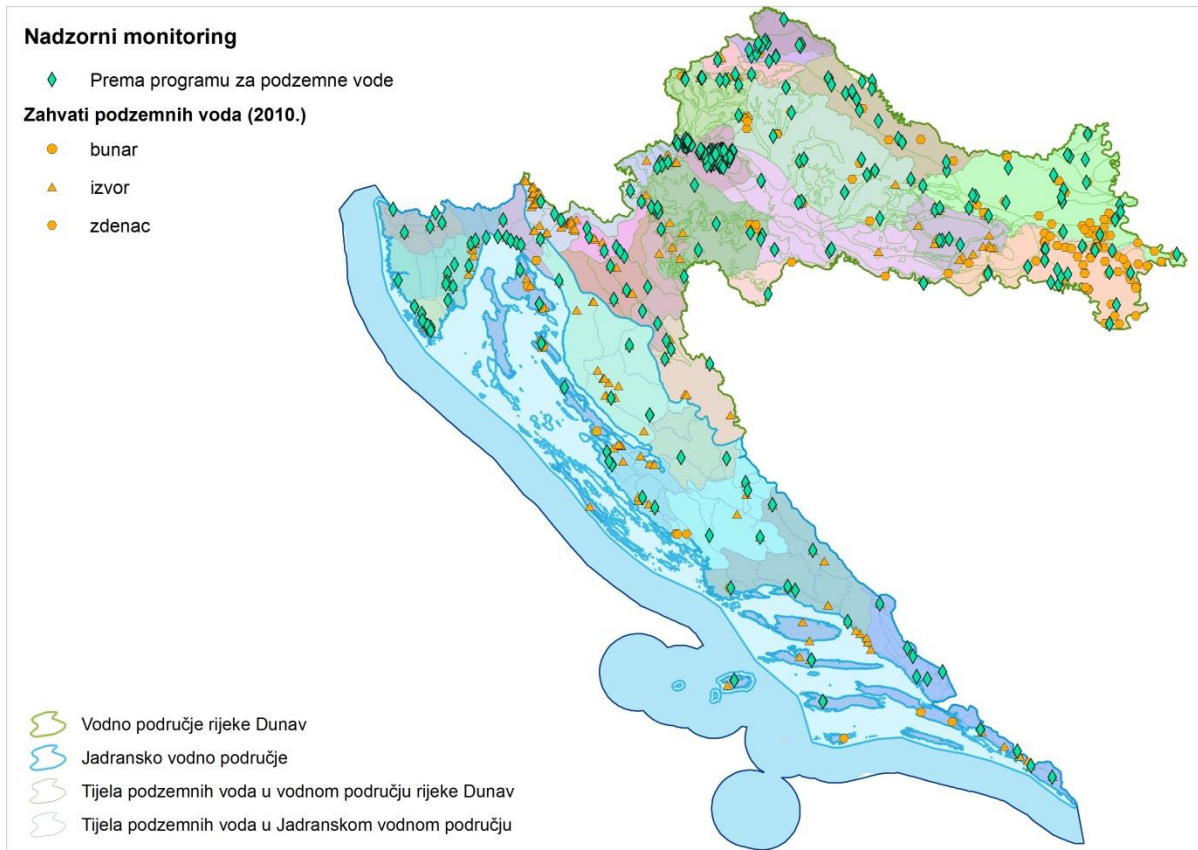 Nadzorni monitoring
Prema programu za podzemne vode
Zahvati podzemnih voda (2010.)
bunar
izvor
zdenac
Vodno područje rijeke Dunav
Jadransko vodno područje
Tijela podzemnih voda u vodnom području rijeke Dunav
Tijela podzemnih voda u Jadranskom vodnom području